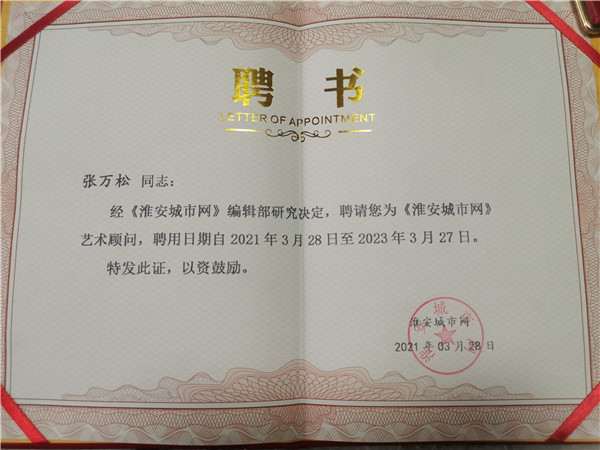 聘 书
LETTER OF APPOINTMENT
张万松 同志：
经《淮安城市网》编辑部研究决定，聘请您为《淮安城市网》
艺术顾问，聘用日期自 2021 年 3 月 28 日至 2023 年 3 月 27 日。
特发此证，以资鼓励。
淮安城市网
2021 年 03 月 28 日